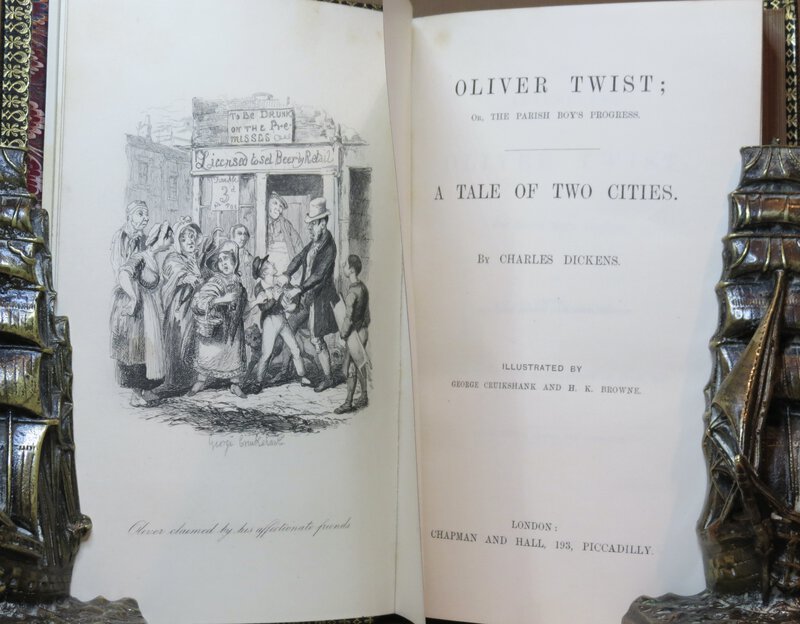 TO BE DRUNK
ON THE PRE-
MISSES
Licensed to sel Beer by Retail
George Cruikshank
Oliver claimed by his affectionate friends
OLIVER TWIST;
OR, THE PARISH BOY'S PROGRESS.
A TALE OF TWO CITIES.
BY CHARLES DICKENS.
ILLUSTRATED BY
GEORGE CRUIKSHANK AND H. K. BROWNE.
LONDON:
CHAPMAN AND HALL, 193, PICCADILLY.